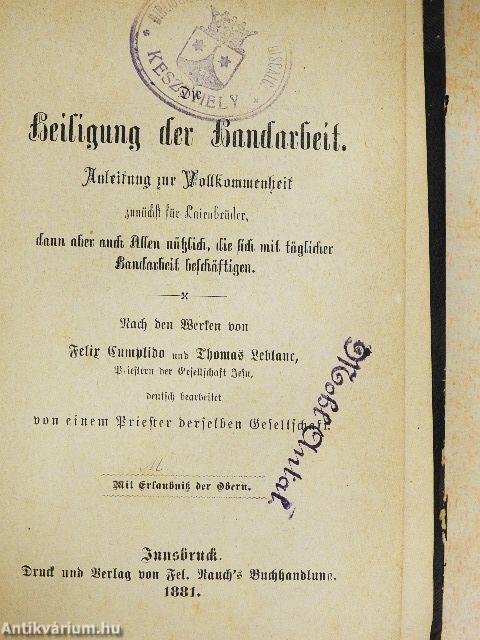 KESZTHELY
Die
Heiligung der Handarbeit.
Anleitung zur Vollkommenheit
zunächst für Laienbrüder,
dann aber auch Allen nützlich, die sich mit täglicher
Handarbeit beschäftigen.
Nach den Werken von
Felix Cumplido und Thomas Leblanc,
Priestern der Gesellschaft Jesu,
deutsch bearbeitet
von einem Priester derselben Gesellschaft.
Mit Erlaubniß der Obern.
Innsbruck.
Druck und Verlag von Fel. Rauch's Buchhandlung.
1881.
Antal
Antikvárium.hu